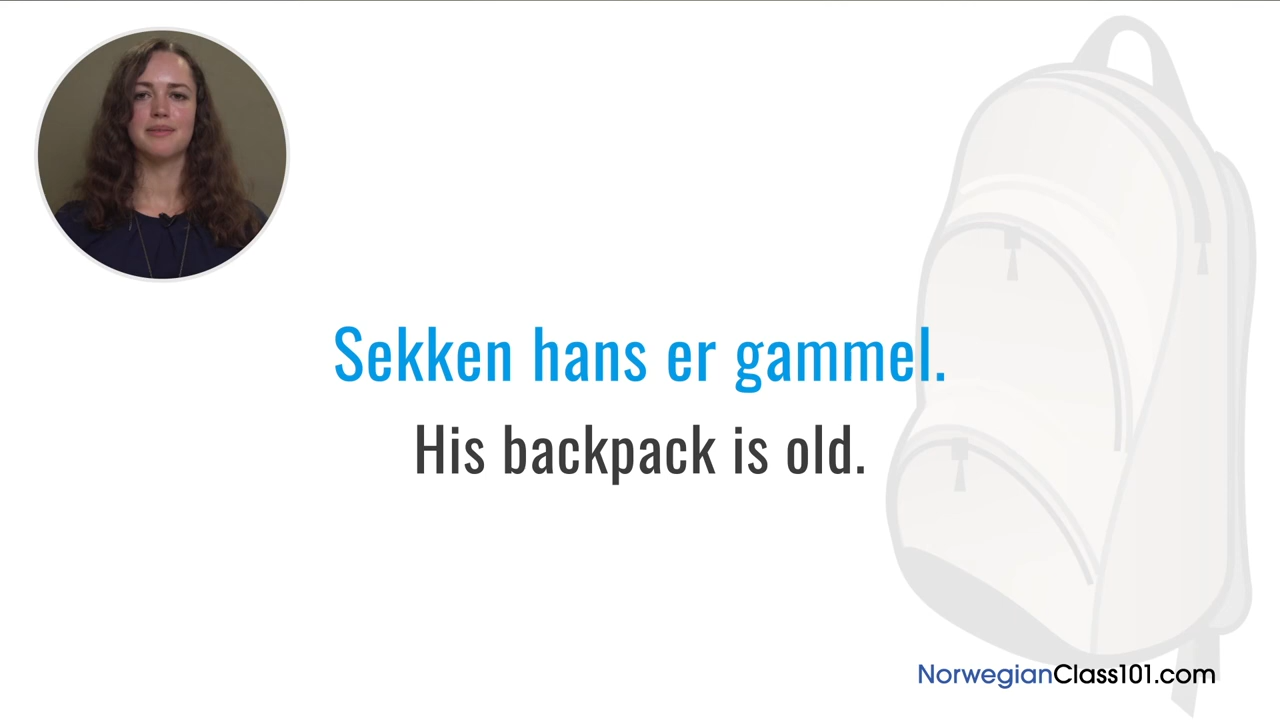 Sekken hans er gammel.
His backpack is old.
NorwegianClass101.com